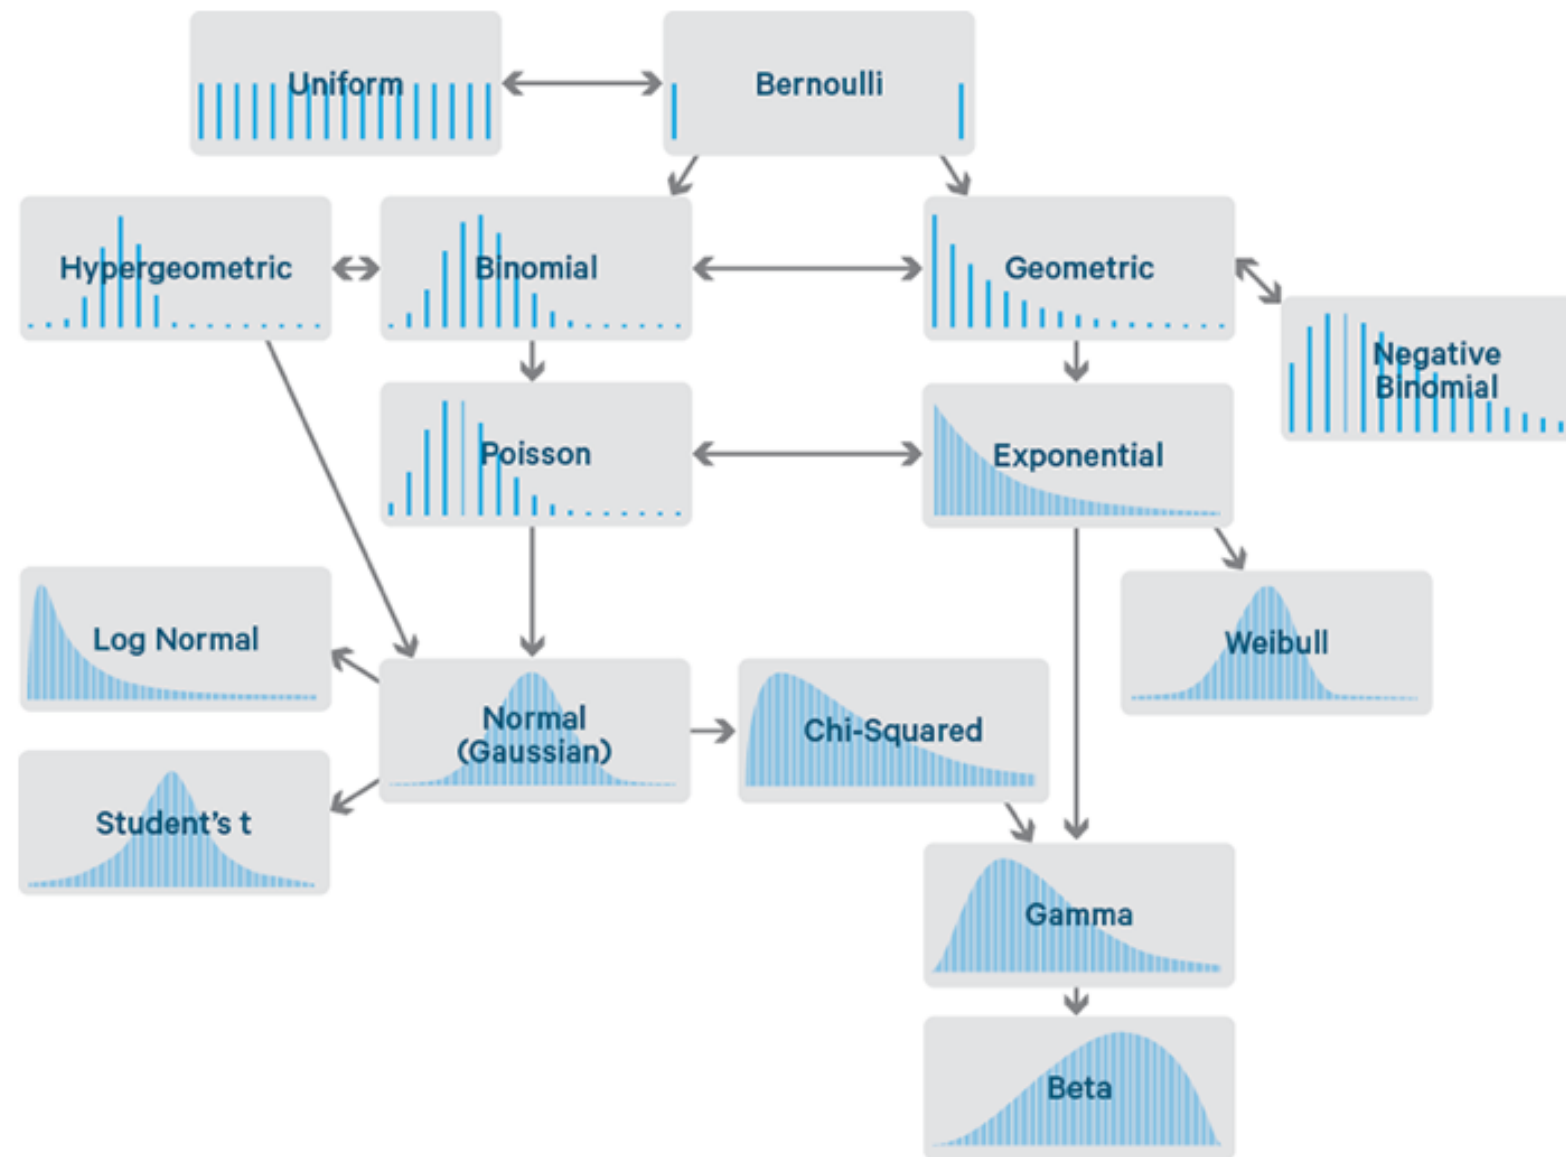 Uniform
Bernoulli
Hypergeometric
Binomial
Geometric
Negative
Binomial
Poisson
Exponential
Log Normal
Weibull
Normal
(Gaussian)
Chi-Squared
Student’s t
Gamma
Beta